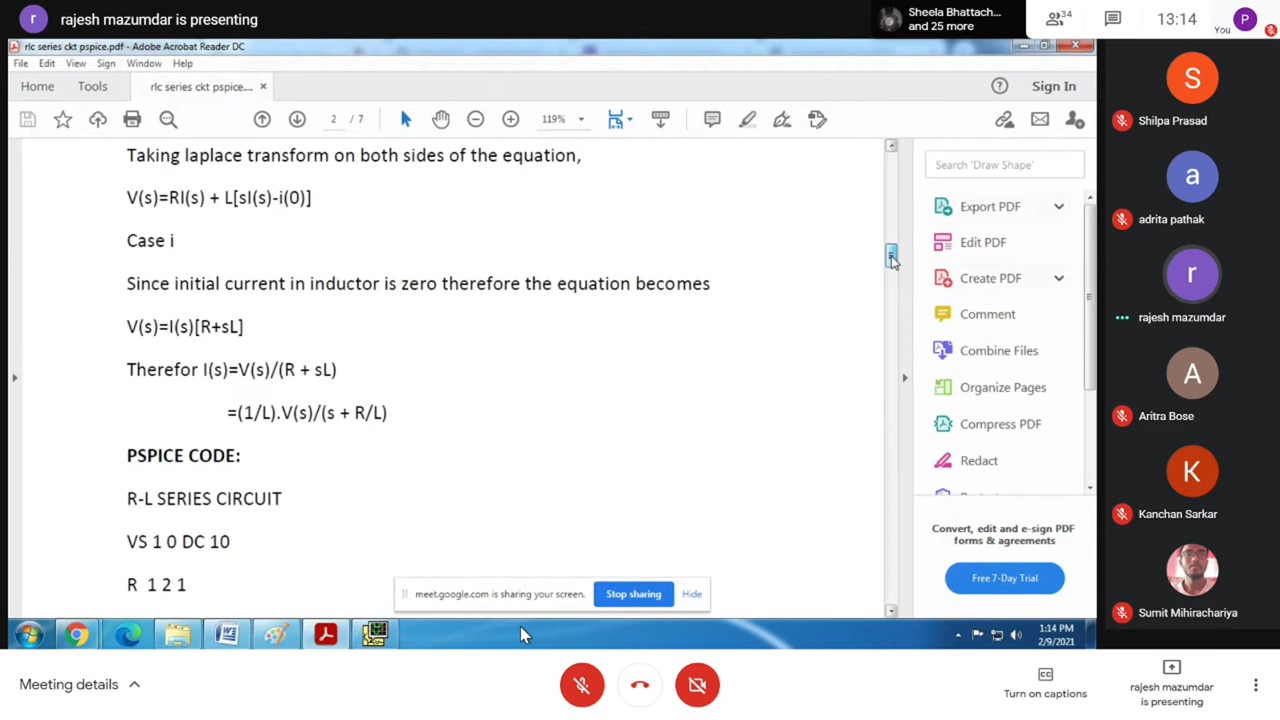 r rajesh mazumdar is presenting
Sheela Bhattach...
and 25 more
34
13:14
You
P
rlc series ckt pspice.pdf - Adobe Acrobat Reader DC
File Edit View Sign Window Help
Home Tools rlc series ckt pspice.... ×
Sign In
2 / 7
119%
Taking laplace transform on both sides of the equation,
V(s)=RI(s) + L[sI(s)-i(0)]
Case i
Since initial current in inductor is zero therefore the equation becomes
V(s)=I(s)[R+sL]
Therefor I(s)=V(s)/(R + sL)
=(1/L).V(s)/(s + R/L)
PSPICE CODE:
R-L SERIES CIRCUIT
VS 1 0 DC 10
R 1 2 1
meet.google.com is sharing your screen. Stop sharing Hide
Search 'Draw Shape'
Export PDF
Edit PDF
Create PDF
Comment
Combine Files
Organize Pages
Compress PDF
Redact
Convert, edit and e-sign PDF
forms & agreements
Free 7-Day Trial
S
Shilpa Prasad
a
adrita pathak
r
rajesh mazumdar
A
Aritra Bose
K
Kanchan Sarkar
Sumit Mihirachariya
1:14 PM
2/9/2021
Meeting details
Turn on captions
rajesh mazumdar
is presenting